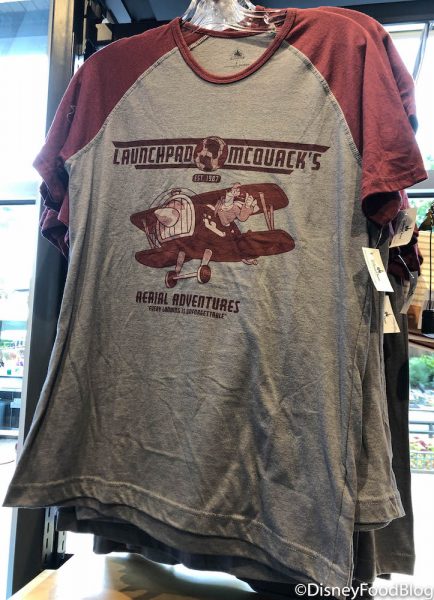 LAUNCHPAD MCQUACK'S
EST. 1987
AERIAL ADVENTURES
"EVERY LANDING IS UNFORGETTABLE"
©DisneyFoodBlog